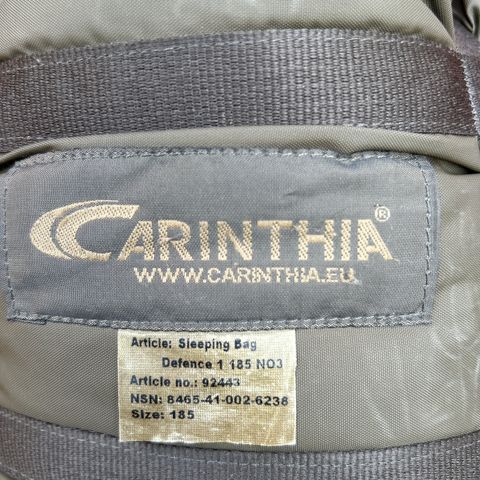 CARINTHIA®
WWW.CARINTHIA.EU
Article: Sleeping Bag
Defence 1 185 NO3
Article no.: 92443
NSN: 8465-41-002-6238
Size: 185